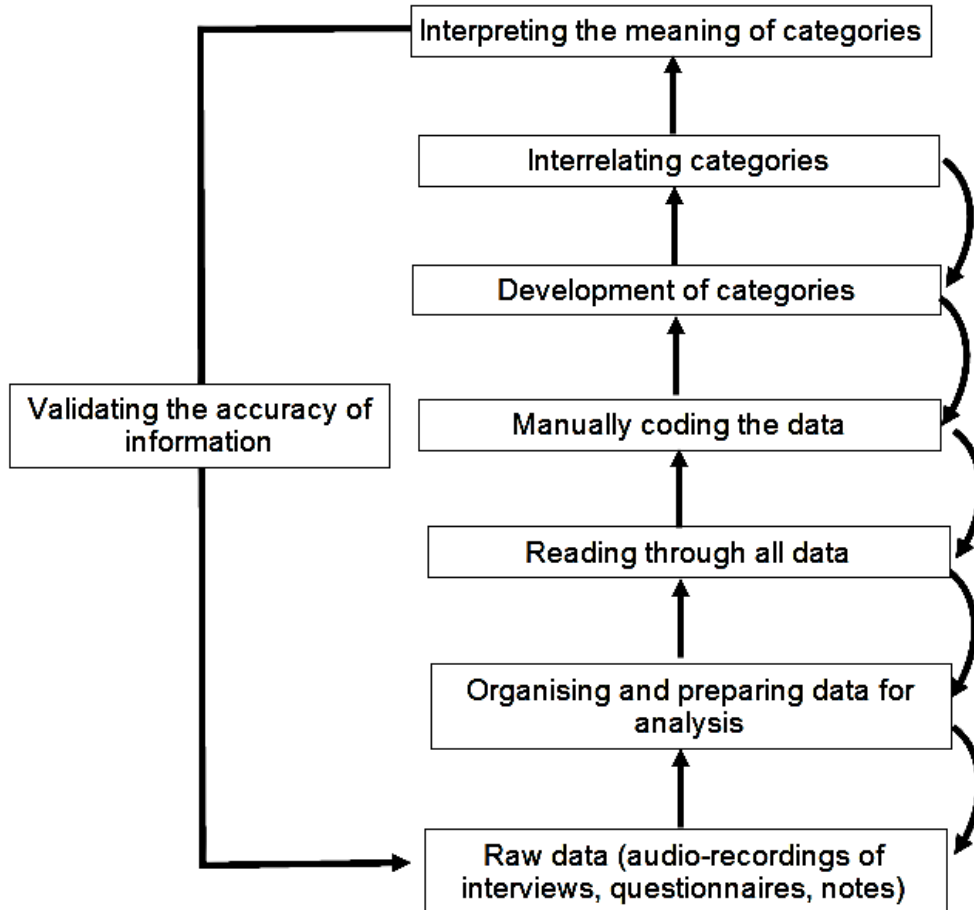 Interpreting the meaning of categories
Interrelating categories
Development of categories
Validating the accuracy of
information
Manually coding the data
Reading through all data
Organising and preparing data for
analysis
Raw data (audio-recordings of
interviews, questionnaires, notes)